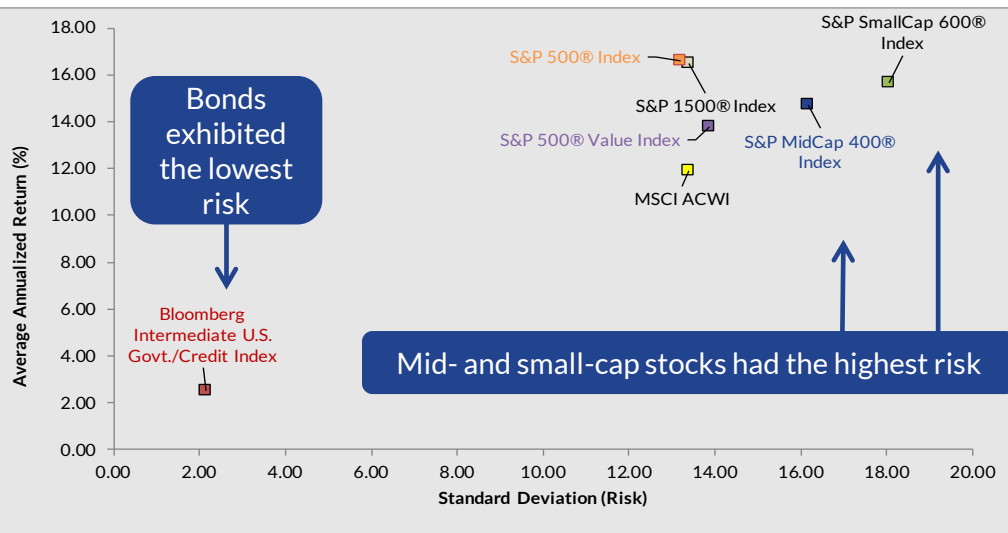 18.00
16.00
14.00
12.00
10.00
8.00
6.00
4.00
2.00
0.00
Average Annualized Return (%)
S&P SmallCap 600®
Index
S&P 500® Index
S&P 1500® Index
S&P 500® Value Index
S&P MidCap 400®
Index
MSCI ACWI
Bonds
exhibited
the lowest
risk
Bloomberg
Intermediate U.S.
Govt./Credit Index
Mid- and small-cap stocks had the highest risk
0.00 2.00 4.00 6.00 8.00 10.00 12.00 14.00 16.00 18.00 20.00
Standard Deviation (Risk)